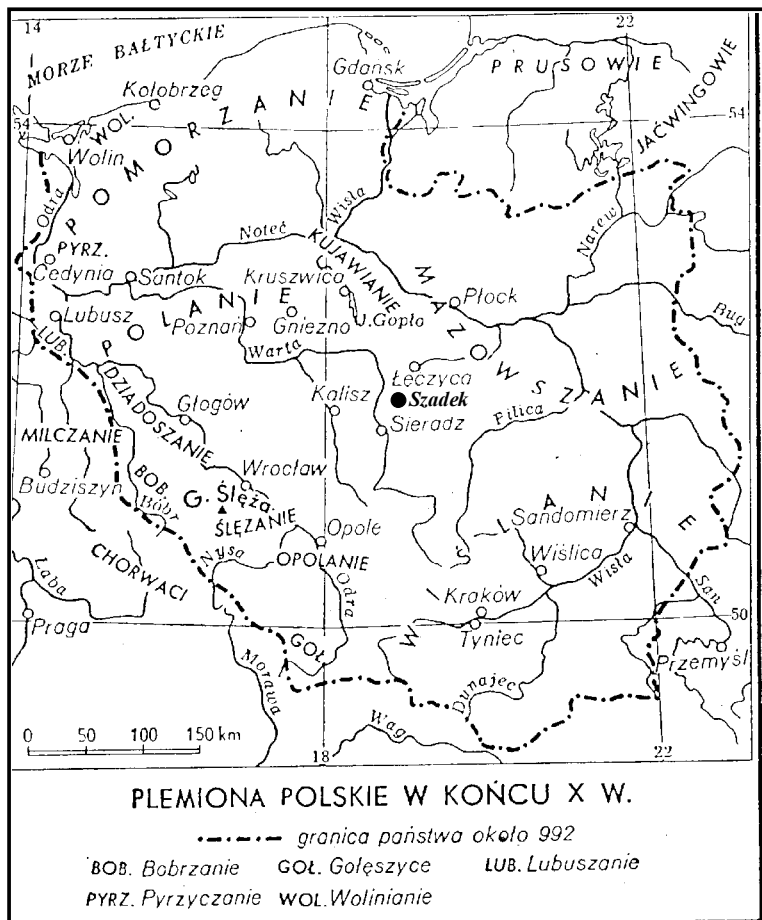 14
22
MORZE BAŁTYCKIE
Gdańsk
PRUSOWIE
JAĆWINGOWIE
Kołobrzeg
54
54
WOL.
Wolin
POMORZANIE
Odra
Wisła
Narew
Noteć
PYRZ.
Cedynia
Santok
KUJAWIANIE
Kruszwica
MAZOWSZANIE
Płock
Bug
Lubusz
POLANIE
Poznań
Gniezno
J.Gopło
LUB.
Warta
Łęczyca
DZIADOSZANIE
Głogów
Kalisz
Szadek
Sieradz
Pilica
MILCZANIE
Budziszyn
BOB.
Bóbr
Wrocław
G. Ślęża
ŚLĘZANIE
Opole
WIŚLANIE
Sandomierz
CHORWACI
Nysa
OPOLANIE
Odra
Wiślica
Wisła
San
Łaba
Praga
Kraków
Tyniec
50
Przemyśl
GOŁ.
Morawa
Dunajec
Wag
0 50 100 150 km
18
22
PLEMIONA POLSKIE W KOŃCU X W.
granica państwa około 992
BOB. Bobrzanie GOŁ. Gołęszyce LUB. Lubuszanie
PYRZ. Pyrzyczanie WOL. Wolinianie